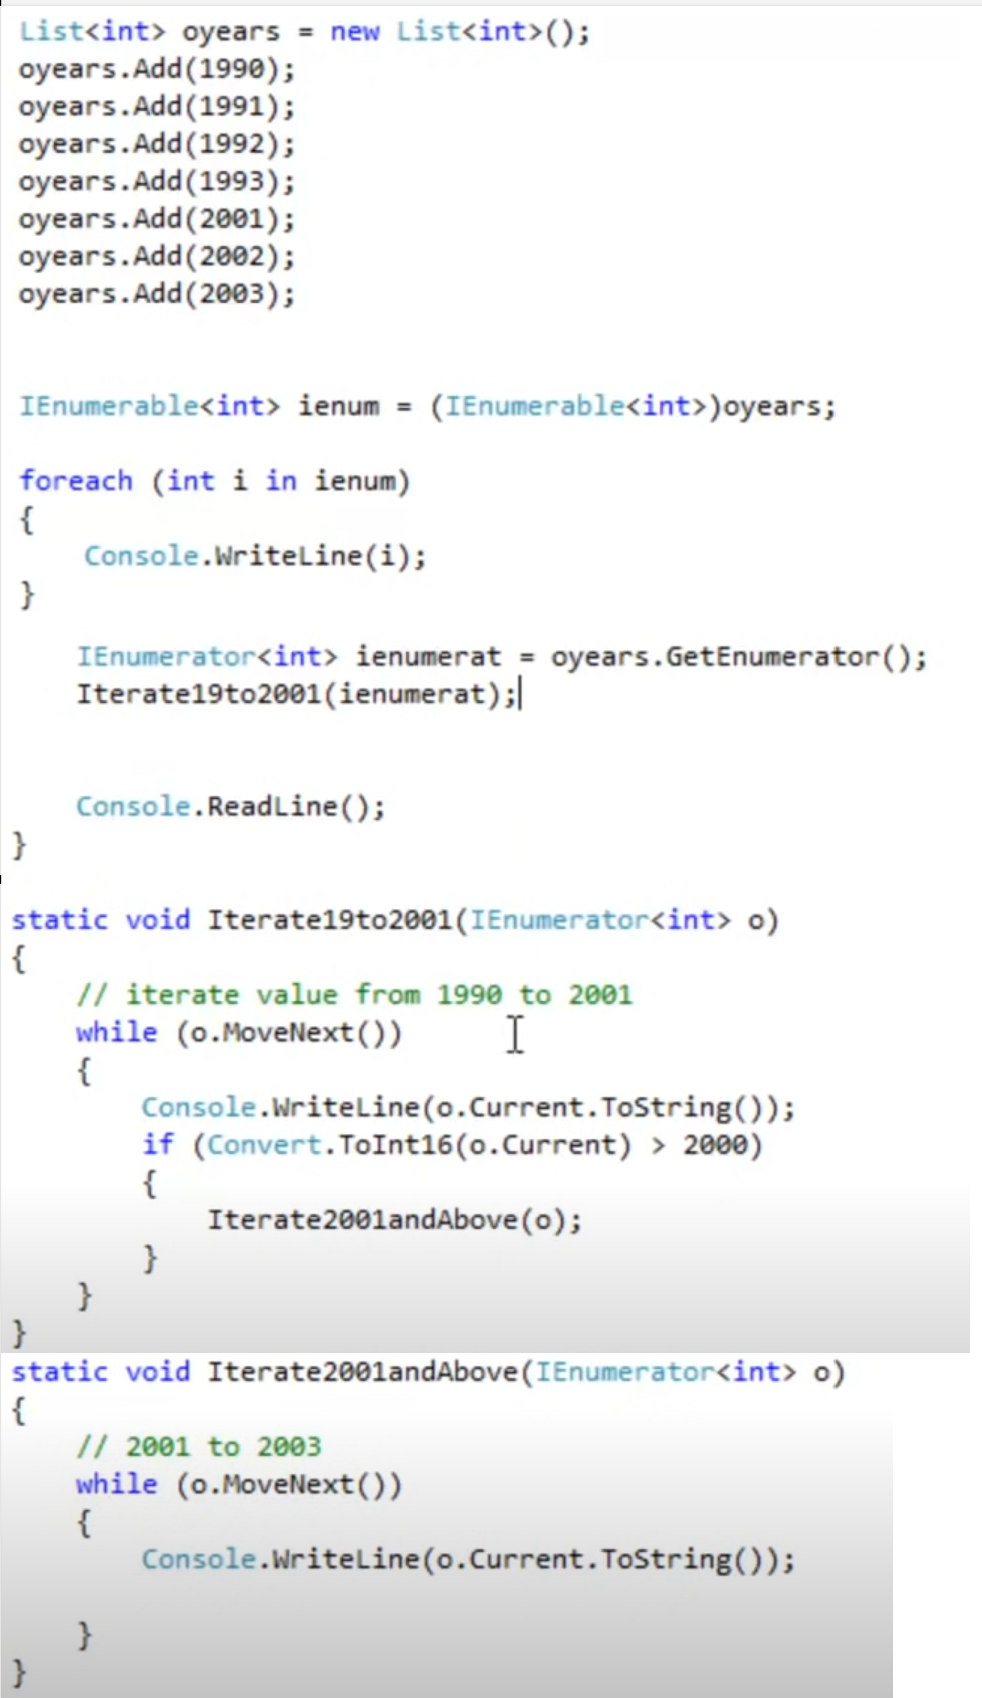 List<int> oyears = new List<int>();
oyears.Add(1990);
oyears.Add(1991);
oyears.Add(1992);
oyears.Add(1993);
oyears.Add(2001);
oyears.Add(2002);
oyears.Add(2003);
IEnumerable<int> ienum = (IEnumerable<int>)oyears;
foreach (int i in ienum)
{
Console.WriteLine(i);
}
IEnumerator<int> ienumerat = oyears.GetEnumerator();
Iterate19to2001(ienumerat);
Console.ReadLine();
}
static void Iterate19to2001(IEnumerator<int> o)
{
// iterate value from 1990 to 2001
while (o.MoveNext())
{
Console.WriteLine(o.Current.ToString());
if (Convert.ToInt16(o.Current) > 2000)
{
Iterate2001andAbove(o);
}
}
}
static void Iterate2001andAbove(IEnumerator<int> o)
{
// 2001 to 2003
while (o.MoveNext())
{
Console.WriteLine(o.Current.ToString());
}
}